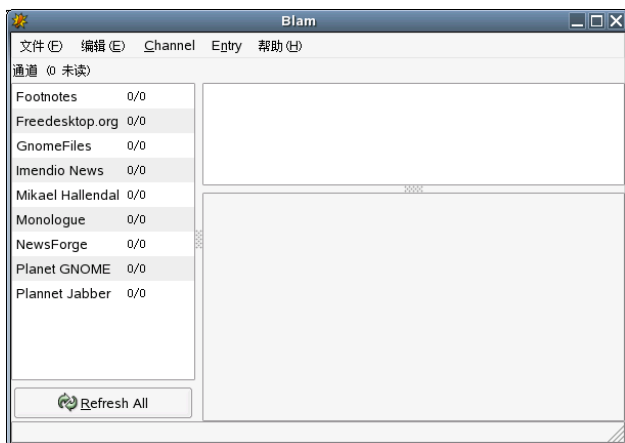 Blam
文件(F) 编辑(E) Channel Entry 帮助(H)
通道 (0 未读)
Footnotes 0/0
Freedesktop.org 0/0
GnomeFiles 0/0
Imendio News 0/0
Mikael Hallendal 0/0
Monologue 0/0
NewsForge 0/0
Planet GNOME 0/0
Plannet Jabber 0/0
Refresh All